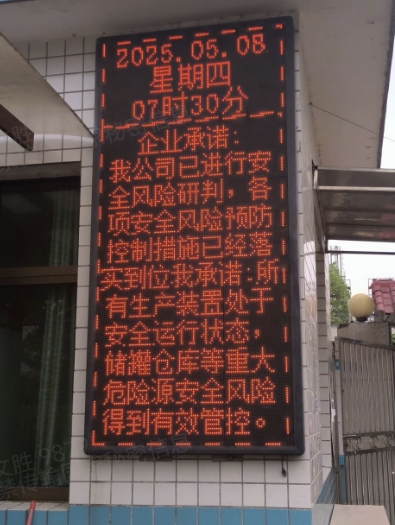 2025.05.08
星期四
07时30分
企业承诺:
我公司已进行安
全风险研判，各
项安全风险预防
控制措施已经落
实到位我承诺:所
有生产装置处于
安全运行状态，
储罐仓库等重大
危险源安全风险
得到有效管控。